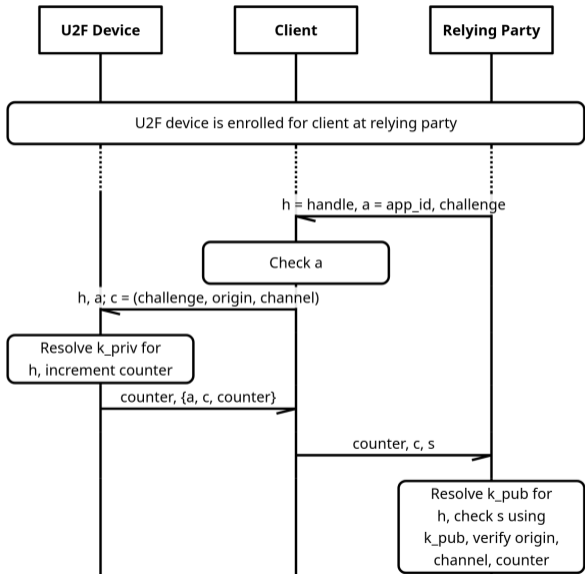 U2F Device
Client
Relying Party
U2F device is enrolled for client at relying party
h = handle, a = app_id, challenge
Check a
h, a; c = (challenge, origin, channel)
Resolve k_priv for
h, increment counter
counter, {a, c, counter}
counter, c, s
Resolve k_pub for
h, check s using
k_pub, verify origin,
channel, counter